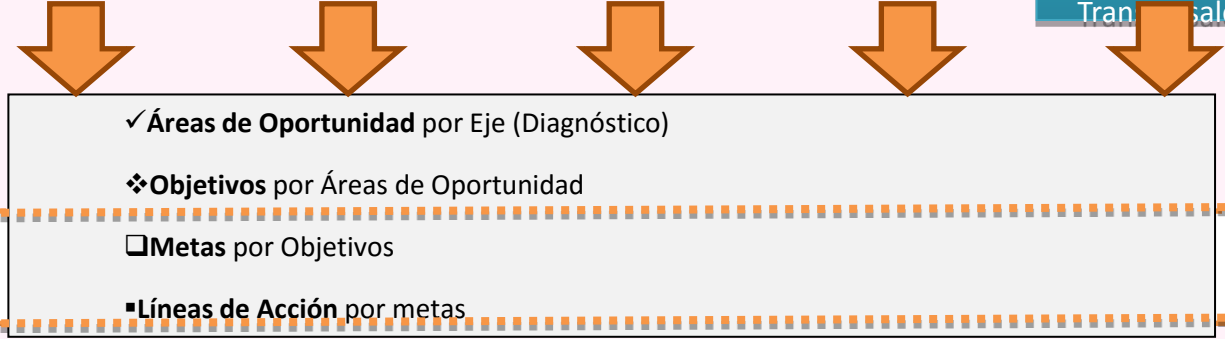 ✓Áreas de Oportunidad por Eje (Diagnóstico)
❖Objetivos por Áreas de Oportunidad
❑Metas por Objetivos
▪Líneas de Acción por metas